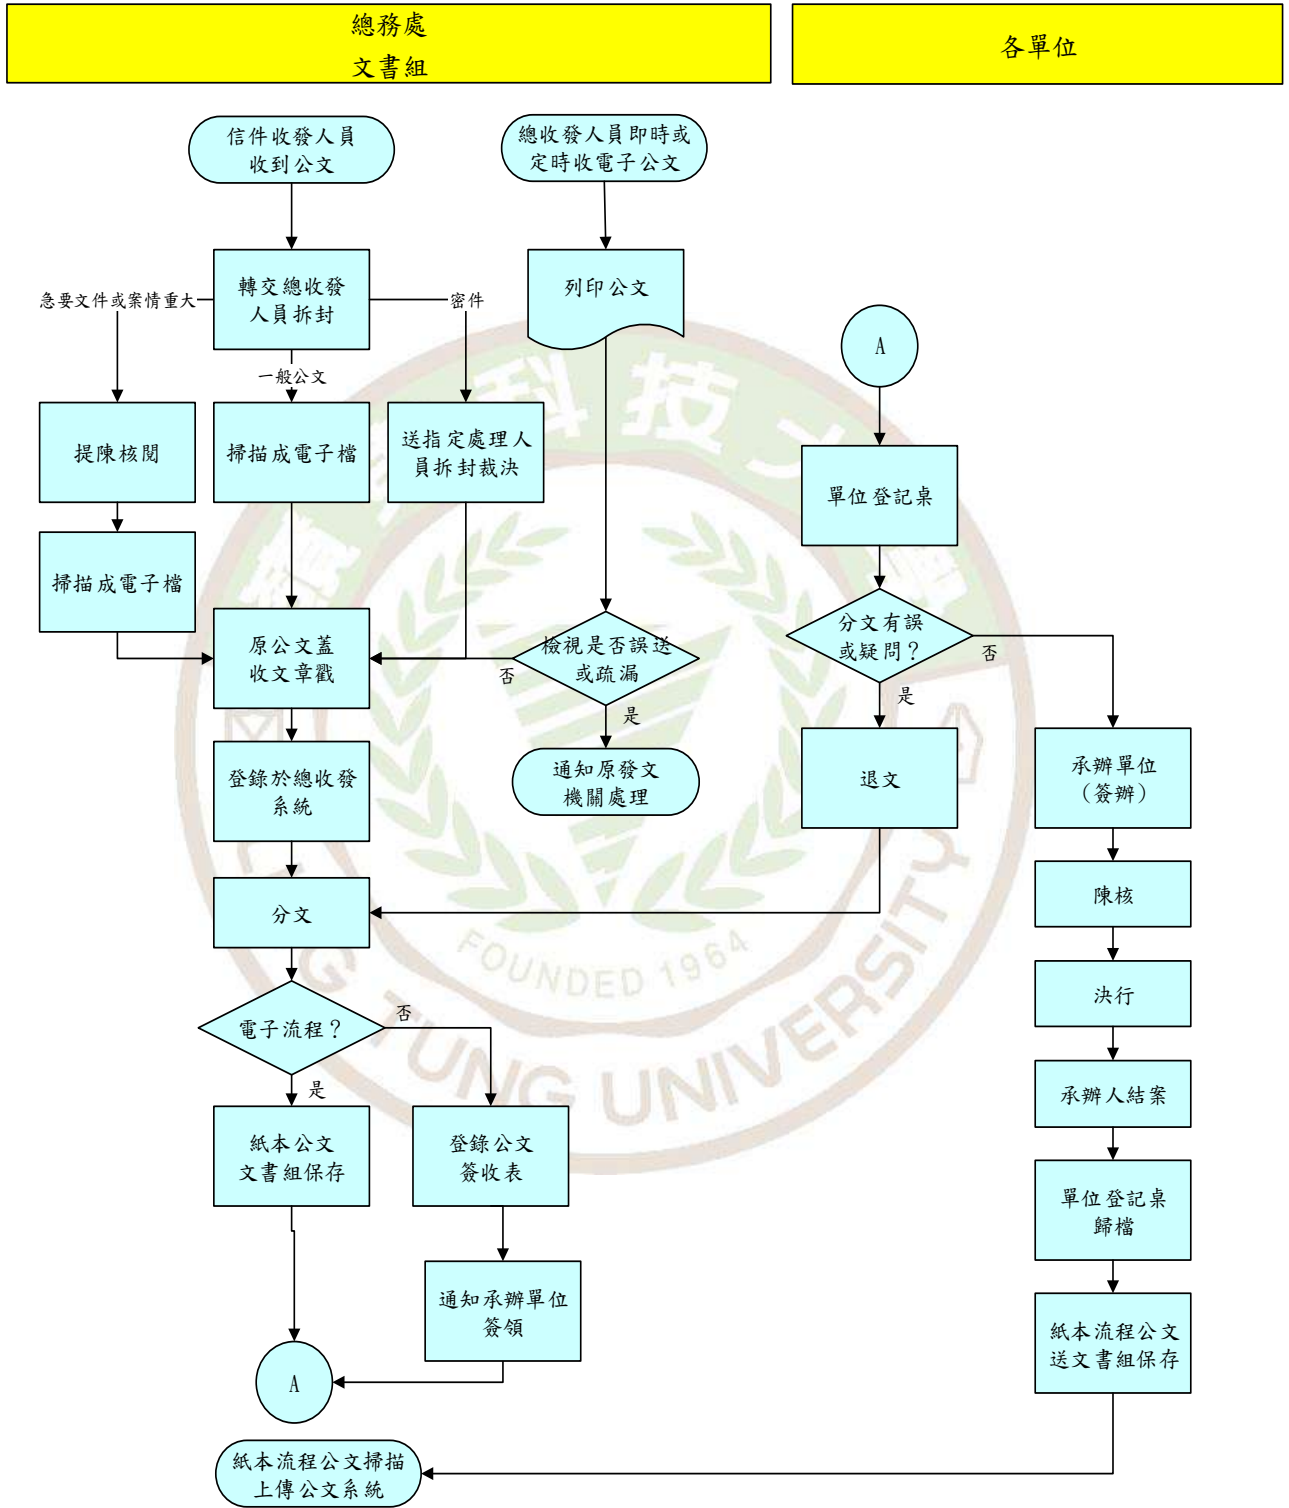 總務處
文書組
各單位
信件收發人員
收到公文
總收發人員即時或
定時收電子公文
轉交總收發
人員拆封
急要文件或案情重大
密件
一般公文
列印公文
A
提陳核閱
掃描成電子檔
送指定處理人
員拆封裁決
單位登記桌
掃描成電子檔
原公文蓋
收文章戳
檢視是否誤送
或疏漏
否
是
分文有誤
或疑問？
否
是
登錄於總收發
系統
通知原發文
機關處理
退文
承辦單位
（簽辦）
分文
陳核
決行
電子流程？
否
是
承辦人結案
紙本公文
文書組保存
登錄公文
簽收表
單位登記桌
歸檔
通知承辦單位
簽領
紙本流程公文
送文書組保存
A
紙本流程公文掃描
上傳公文系統
科技大
FOUNDED 1964
TUNG UNIVERSITY